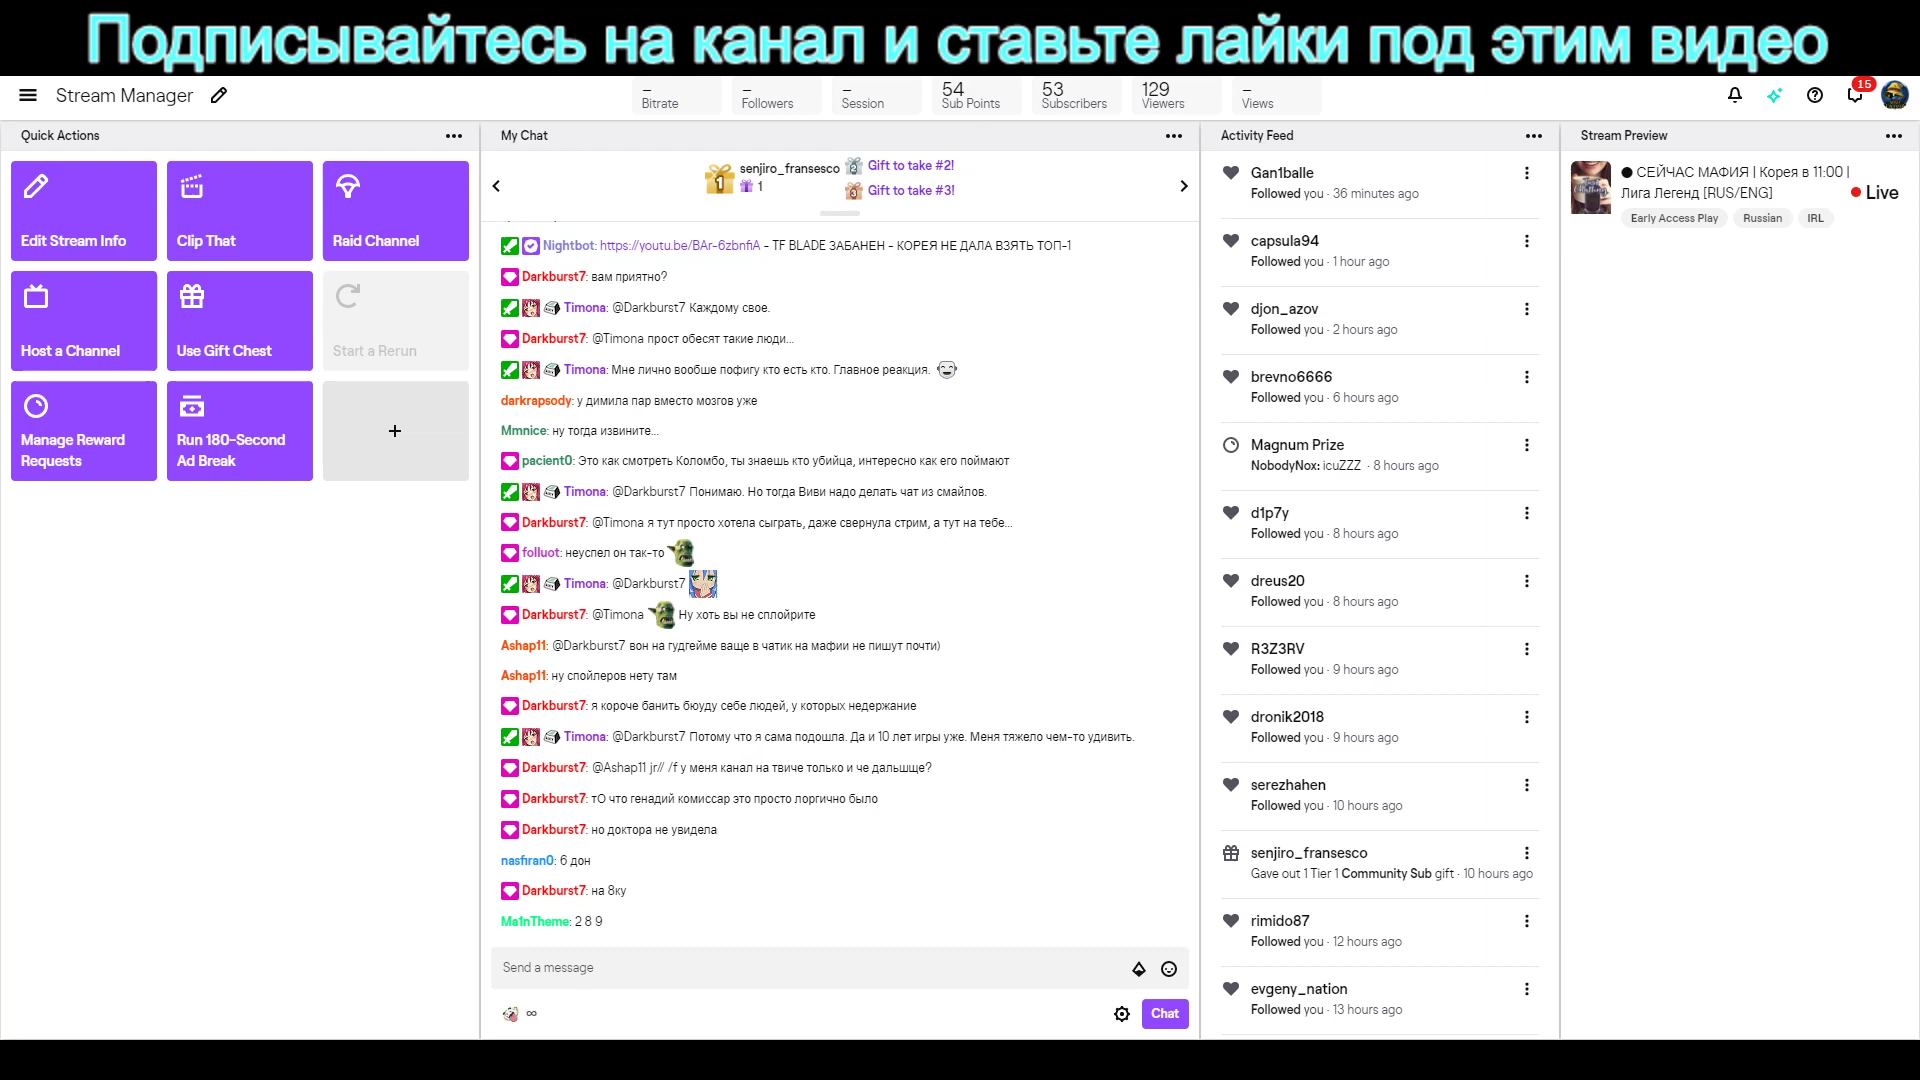 Подписывайтесь на канал и ставьте лайки под этим видео
Stream Manager
–
Bitrate
–
Followers
–
Session
54
Sub Points
53
Subscribers
129
Viewers
–
Views
15
Quick Actions
Edit Stream Info
Clip That
Raid Channel
Host a Channel
Use Gift Chest
Start a Rerun
Manage Reward
Requests
Run 180-Second
Ad Break
+
My Chat
1
senjiro_fransesco
1
2
Gift to take #2!
3
Gift to take #3!
Nightbot: https://youtu.be/BAr-6zbnfiA - TF BLADE ЗАБАНЕН - КОРЕЯ НЕ ДАЛА ВЗЯТЬ ТОП-1
Darkburst7: вам приятно?
Timona: @Darkburst7 Каждому свое.
Darkburst7: @Timona прост обесят такие люди...
Timona: Мне лично вообше пофигу кто есть кто. Главное реакция.
darkrapsody: у димила пар вместо мозгов уже
Mmnice: ну тогда извините...
pacient0: Это как смотреть Коломбо, ты знаешь кто убийца, интересно как его поймают
Timona: @Darkburst7 Понимаю. Но тогда Виви надо делать чат из смайлов.
Darkburst7: @Timona я тут просто хотела сыграть, даже свернула стрим, а тут на тебе...
folluot: неуспел он так-то
Timona: @Darkburst7
Darkburst7: @Timona Ну хоть вы не сплойрите
Ashap11: @Darkburst7 вон на гудгейме ваще в чатик на мафии не пишут почти)
Ashap11: ну спойлеров нету там
Darkburst7: я короче банить бюуду себе людей, у которых недержание
Timona: @Darkburst7 Потому что я сама подошла. Да и 10 лет игры уже. Меня тяжело чем-то удивить.
Darkburst7: @Ashap11 jr// /f у меня канал на твиче только и че дальшще?
Darkburst7: тО что генадий комиссар это просто лоргично было
Darkburst7: но доктора не увидела
nasfiran0: 6 дон
Darkburst7: на 8ку
Ma1nTheme: 2 8 9
Send a message
∞
Chat
Activity Feed
Gan1balle
Followed you · 36 minutes ago
capsula94
Followed you · 1 hour ago
djon_azov
Followed you · 2 hours ago
brevno6666
Followed you · 6 hours ago
Magnum Prize
NobodyNox: icuZZZ · 8 hours ago
d1p7y
Followed you · 8 hours ago
dreus20
Followed you · 8 hours ago
R3Z3RV
Followed you · 9 hours ago
dronik2018
Followed you · 9 hours ago
serezhahen
Followed you · 10 hours ago
senjiro_fransesco
Gave out 1 Tier 1 Community Sub gift · 10 hours ago
rimido87
Followed you · 12 hours ago
evgeny_nation
Followed you · 13 hours ago
Stream Preview
● СЕЙЧАС МАФИЯ | Корея в 11:00 |
Лига Легенд [RUS/ENG]
Live
Early Access Play
Russian
IRL